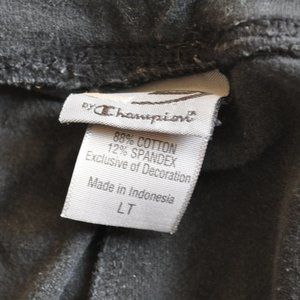 BY Champion
88% COTTON
12% SPANDEX
Exclusive of Decoration
Made in Indonesia
LT